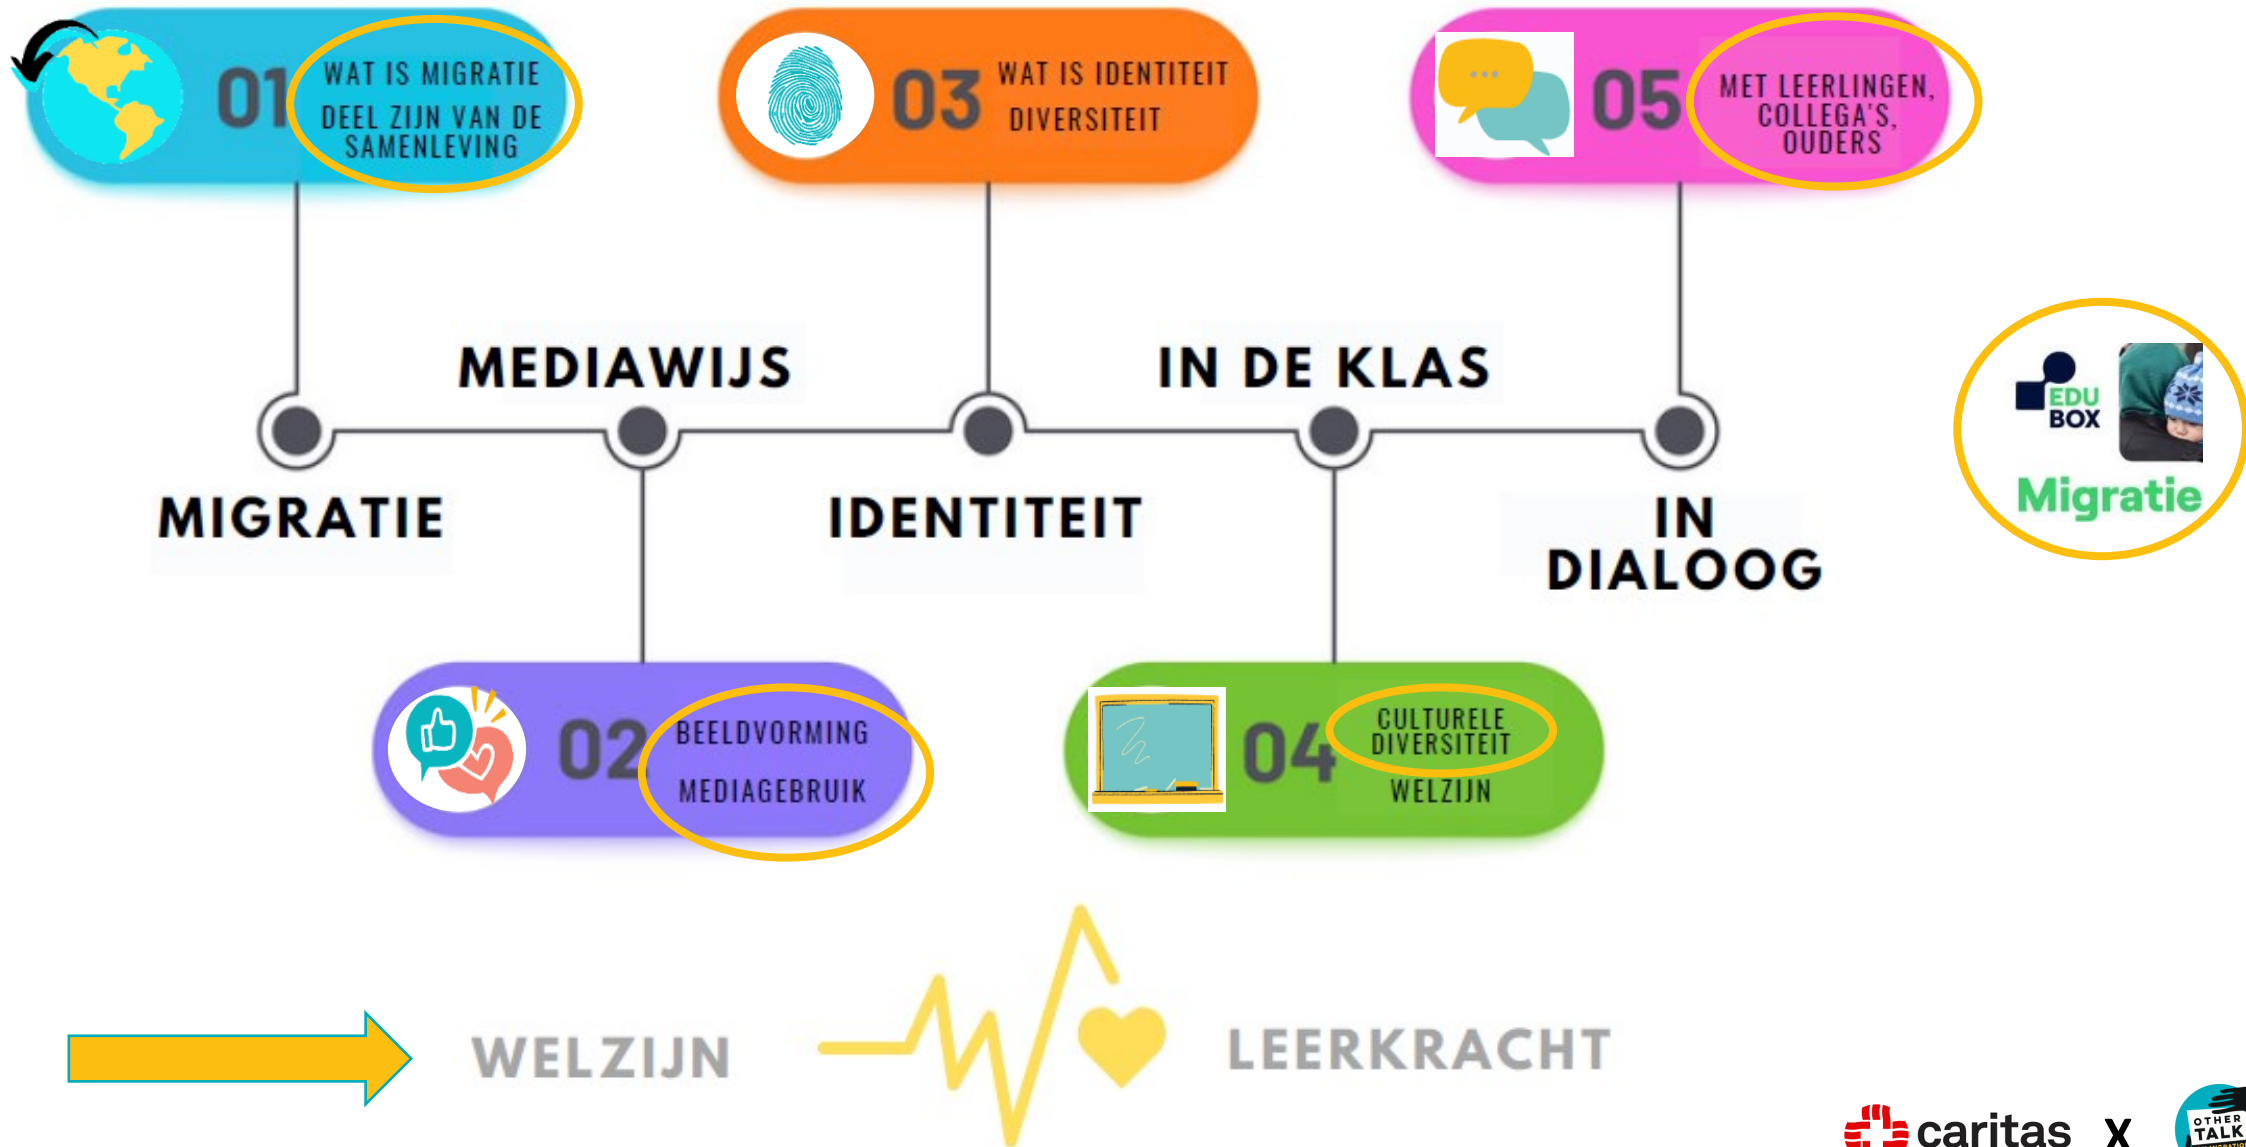 01
WAT IS MIGRATIE
DEEL ZIJN VAN DE
SAMENLEVING
03
WAT IS IDENTITEIT
DIVERSITEIT
05
MET LEERLINGEN,
COLLEGA'S,
OUDERS
MEDIAWIJS
IN DE KLAS
MIGRATIE
IDENTITEIT
IN
DIALOOG
EDU
BOX
Migratie
02
BEELDVORMING
MEDIAGEBRUIK
04
CULTURELE
DIVERSITEIT
WELZIJN
WELZIJN
LEERKRACHT
caritas x
OTHER
TALK